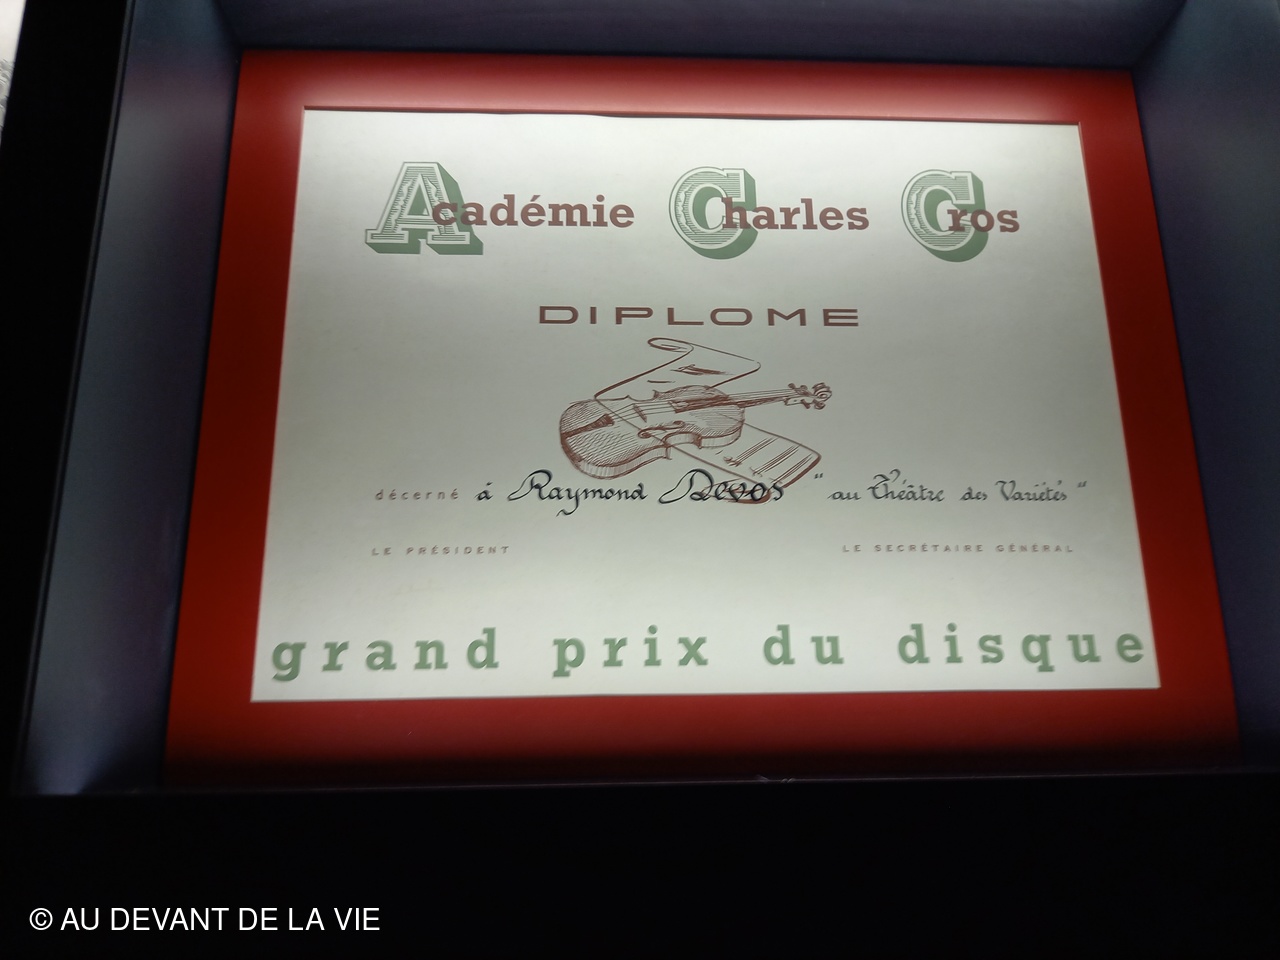 Académie Charles Cros
DIPLOME
décerné à Raymond Devos "au Théâtre des Variétés"
LE PRÉSIDENT LE SECRÉTAIRE GÉNÉRAL
grand prix du disque
© AU DEVANT DE LA VIE